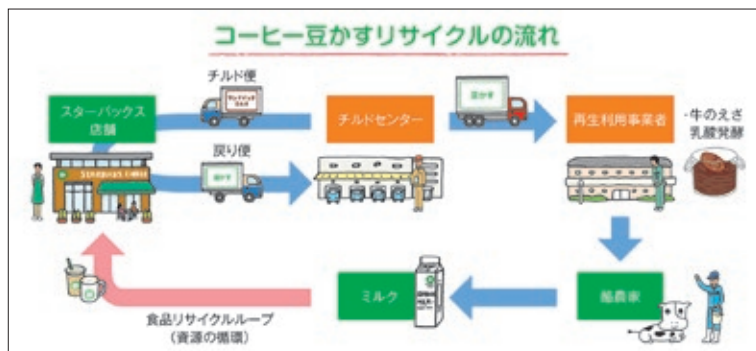 コーヒー豆かすリサイクルの流れ
チルド便
スターバックス
店舗
チルドセンター
豆かす
再生利用事業者
・牛のえさ
乳酸発酵
戻り便
ミルク
酪農家
食品リサイクルループ
(資源の循環)